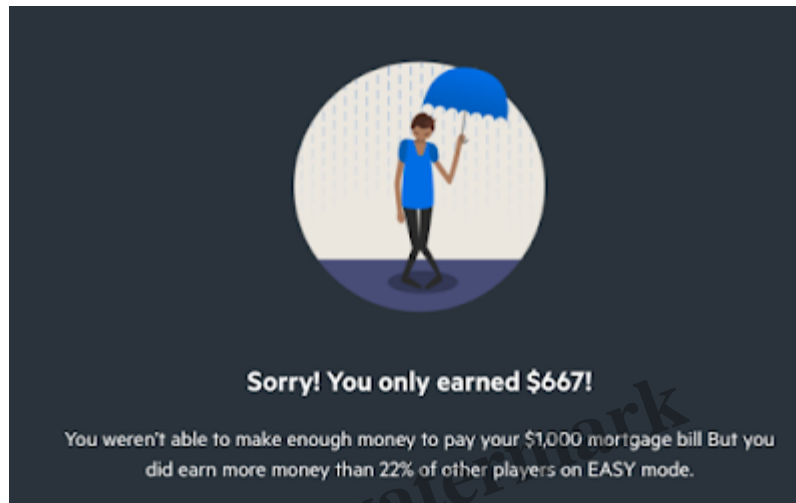 Sorry! You only earned $667!
You weren't able to make enough money to pay your $1,000 mortgage bill But you
did earn more money than 22% of other players on EASY mode.
watermark